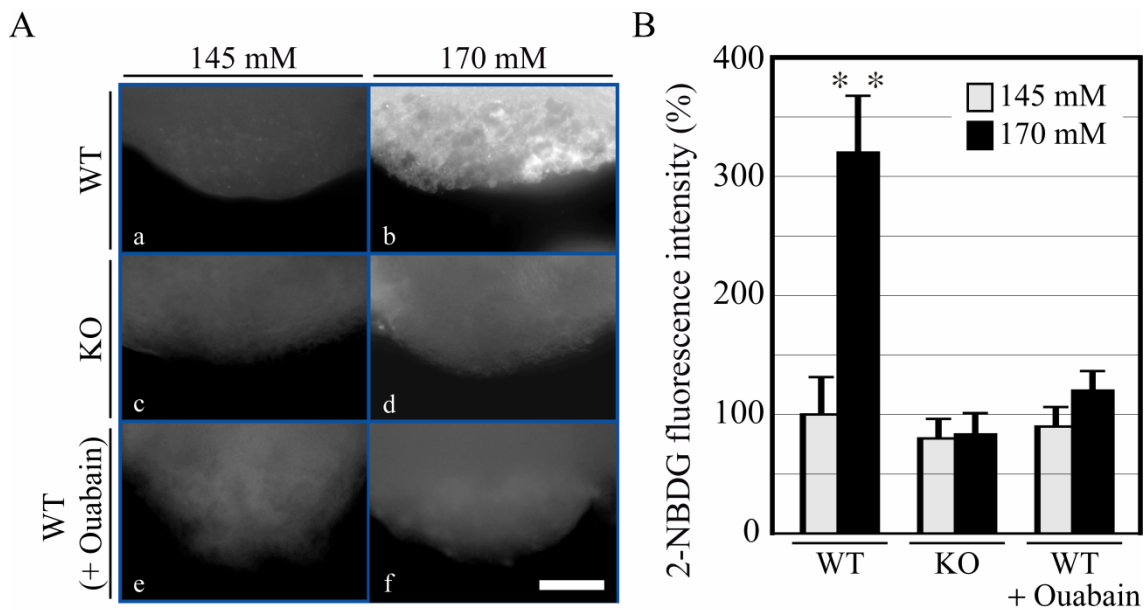 A
145 mM
170 mM
WT
a
b
KO
c
d
WT
(+ Ouabain)
e
f
B
2-NBDG fluorescence intensity (%)
400
300
200
100
0
* *
145 mM
170 mM
WT
KO
WT
+ Ouabain